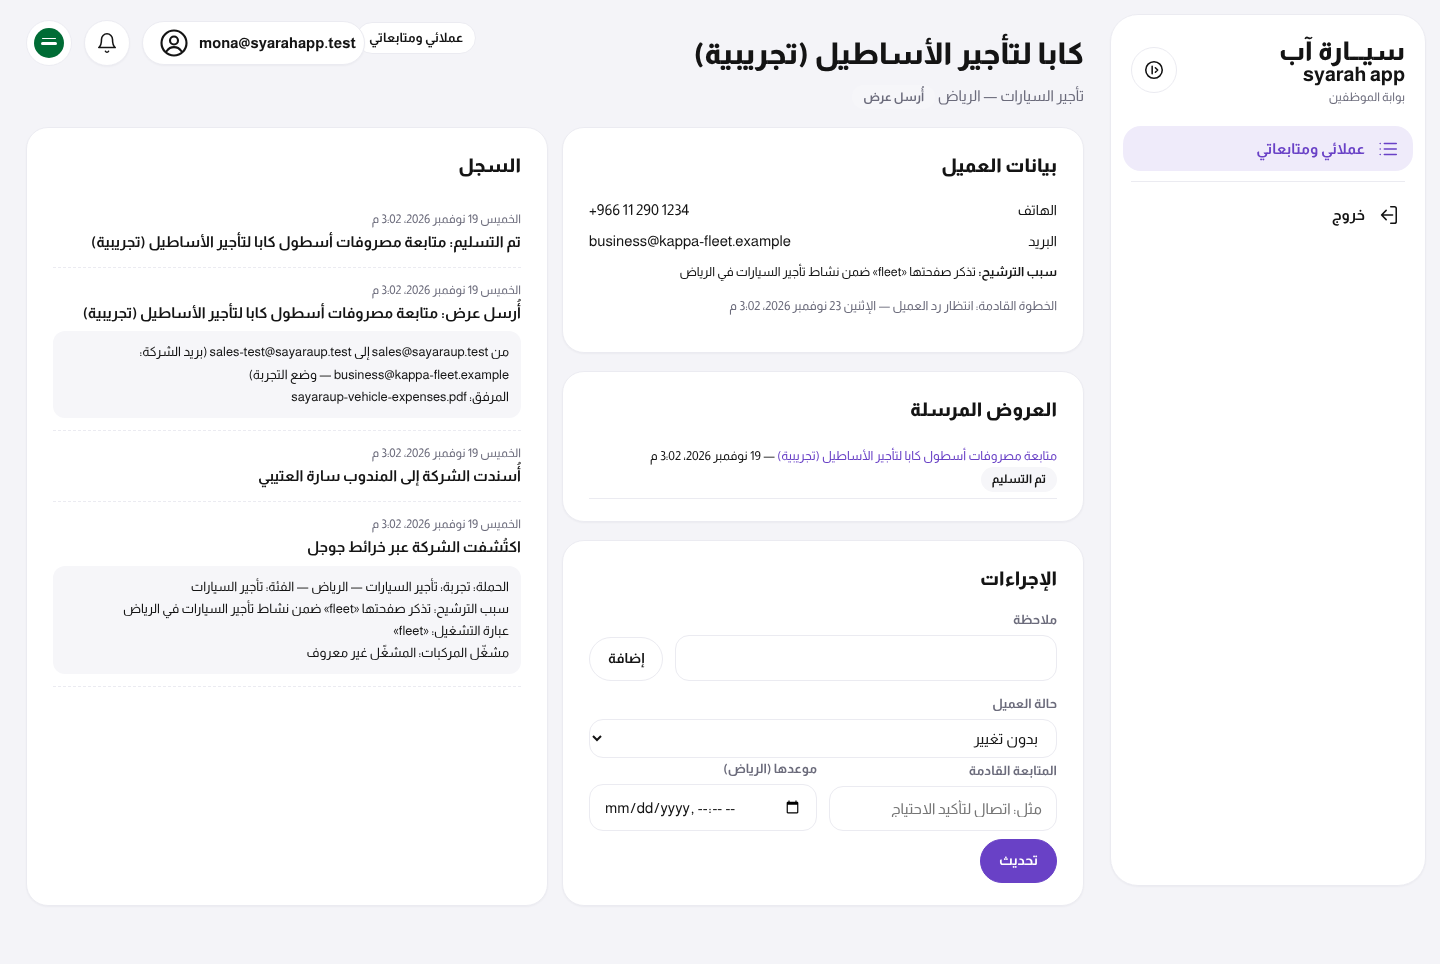 سيـارة آب
syarah app
بوابة الموظفين
عملائي ومتابعاتي
خروج
عملائي ومتابعاتي
mona@syarahapp.test
كابا لتأجير الأساطيل (تجريبية)
تأجير السيارات — الرياض أُرسل عرض
بيانات العميل
الهاتف +966 11 290 1234
البريد business@kappa-fleet.example
سبب الترشيح: تذكر صفحتها «fleet» ضمن نشاط تأجير السيارات في الرياض
الخطوة القادمة: انتظار رد العميل — الإثنين 23 نوفمبر 2026، 3:02 م
العروض المرسلة
متابعة مصروفات أسطول كابا لتأجير الأساطيل (تجريبية) — 19 نوفمبر 2026، 3:02 م
تم التسليم
الإجراءات
ملاحظة
إضافة
حالة العميل
بدون تغيير
المتابعة القادمة
موعدها (الرياض)
مثل: اتصال لتأكيد الاحتياج
mm/dd/yyyy, --:-- --
تحديث
السجل
الخميس 19 نوفمبر 2026، 3:02 م
تم التسليم: متابعة مصروفات أسطول كابا لتأجير الأساطيل (تجريبية)
الخميس 19 نوفمبر 2026، 3:02 م
أُرسل عرض: متابعة مصروفات أسطول كابا لتأجير الأساطيل (تجريبية)
من sales@sayaraup.test إلى sales-test@sayaraup.test (بريد الشركة:
business@kappa-fleet.example — وضع التجربة)
المرفق: sayaraup-vehicle-expenses.pdf
الخميس 19 نوفمبر 2026، 3:02 م
أُسندت الشركة إلى المندوب سارة العتيبي
الخميس 19 نوفمبر 2026، 3:02 م
اكتُشفت الشركة عبر خرائط جوجل
الحملة: تجربة: تأجير السيارات — الرياض — الفئة: تأجير السيارات
سبب الترشيح: تذكر صفحتها «fleet» ضمن نشاط تأجير السيارات في الرياض
عبارة التشغيل: «fleet»
مشغّل المركبات: المشغّل غير معروف